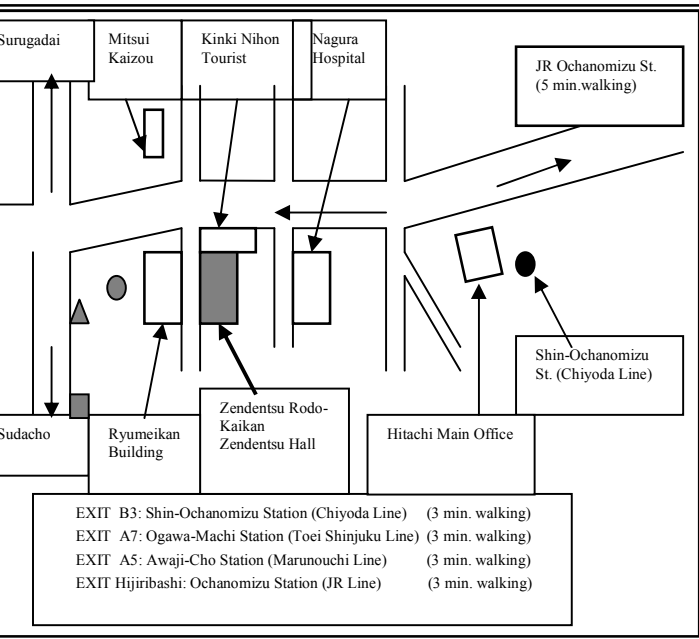 Surugadai
Mitsui
Kaizou
Kinki Nihon
Tourist
Nagura
Hospital
JR Ochanomizu St.
(5 min.walking)
Shin-Ochanomizu
St. (Chiyoda Line)
Sudacho
Ryumeikan
Building
Zendentsu Rodo-
Kaikan
Zendentsu Hall
Hitachi Main Office
EXIT B3: Shin-Ochanomizu Station (Chiyoda Line) (3 min. walking)
EXIT A7: Ogawa-Machi Station (Toei Shinjuku Line) (3 min. walking)
EXIT A5: Awaji-Cho Station (Marunouchi Line) (3 min. walking)
EXIT Hijiribashi: Ochanomizu Station (JR Line) (3 min. walking)